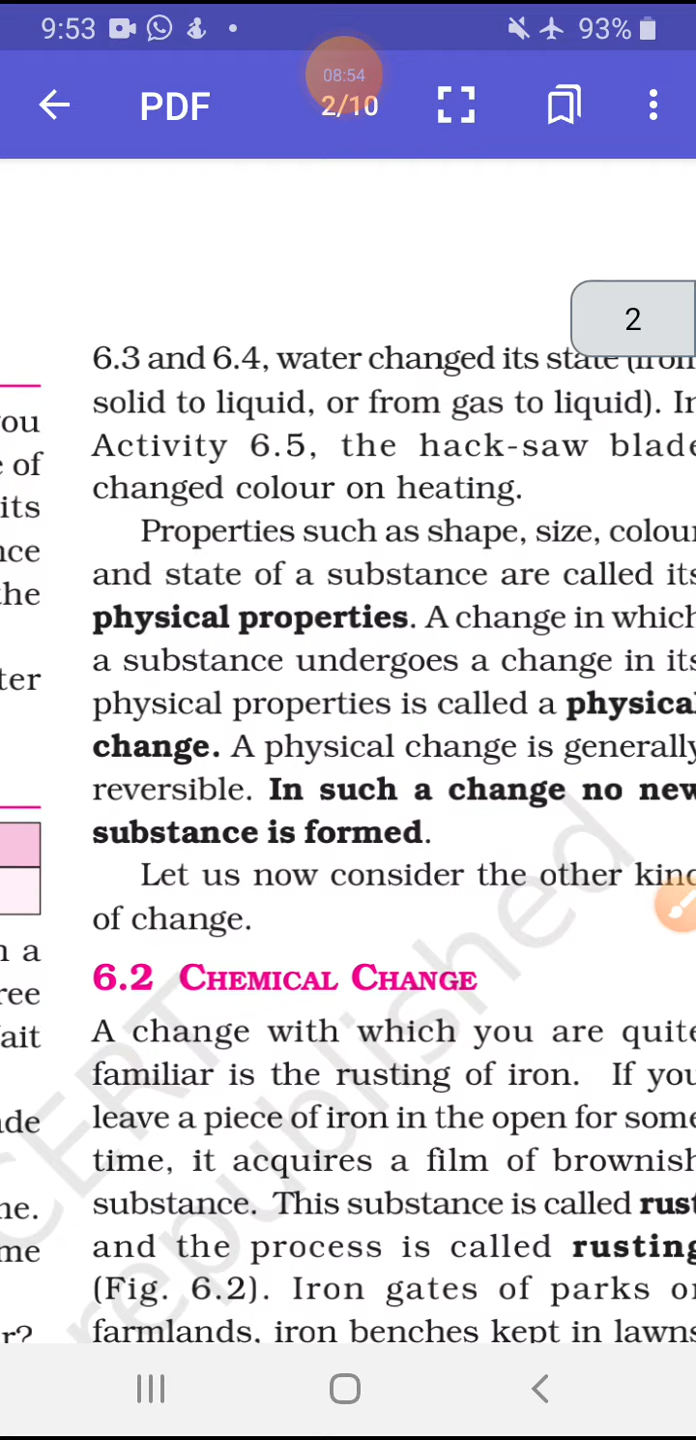 9:53
93%
08:54
PDF
2/10
2
6.3 and 6.4, water changed its state (from
solid to liquid, or from gas to liquid). In
Activity 6.5, the hack-saw blade
changed colour on heating.
Properties such as shape, size, colour
and state of a substance are called its
physical properties. A change in which
a substance undergoes a change in its
physical properties is called a physical
change. A physical change is generally
reversible. In such a change no new
substance is formed.
Let us now consider the other kind
of change.
6.2 CHEMICAL CHANGE
A change with which you are quite
familiar is the rusting of iron. If you
leave a piece of iron in the open for some
time, it acquires a film of brownish
substance. This substance is called rust
and the process is called rusting
(Fig. 6.2). Iron gates of parks or
farmlands, iron benches kept in lawns
of
its
ter
a
r?
republished